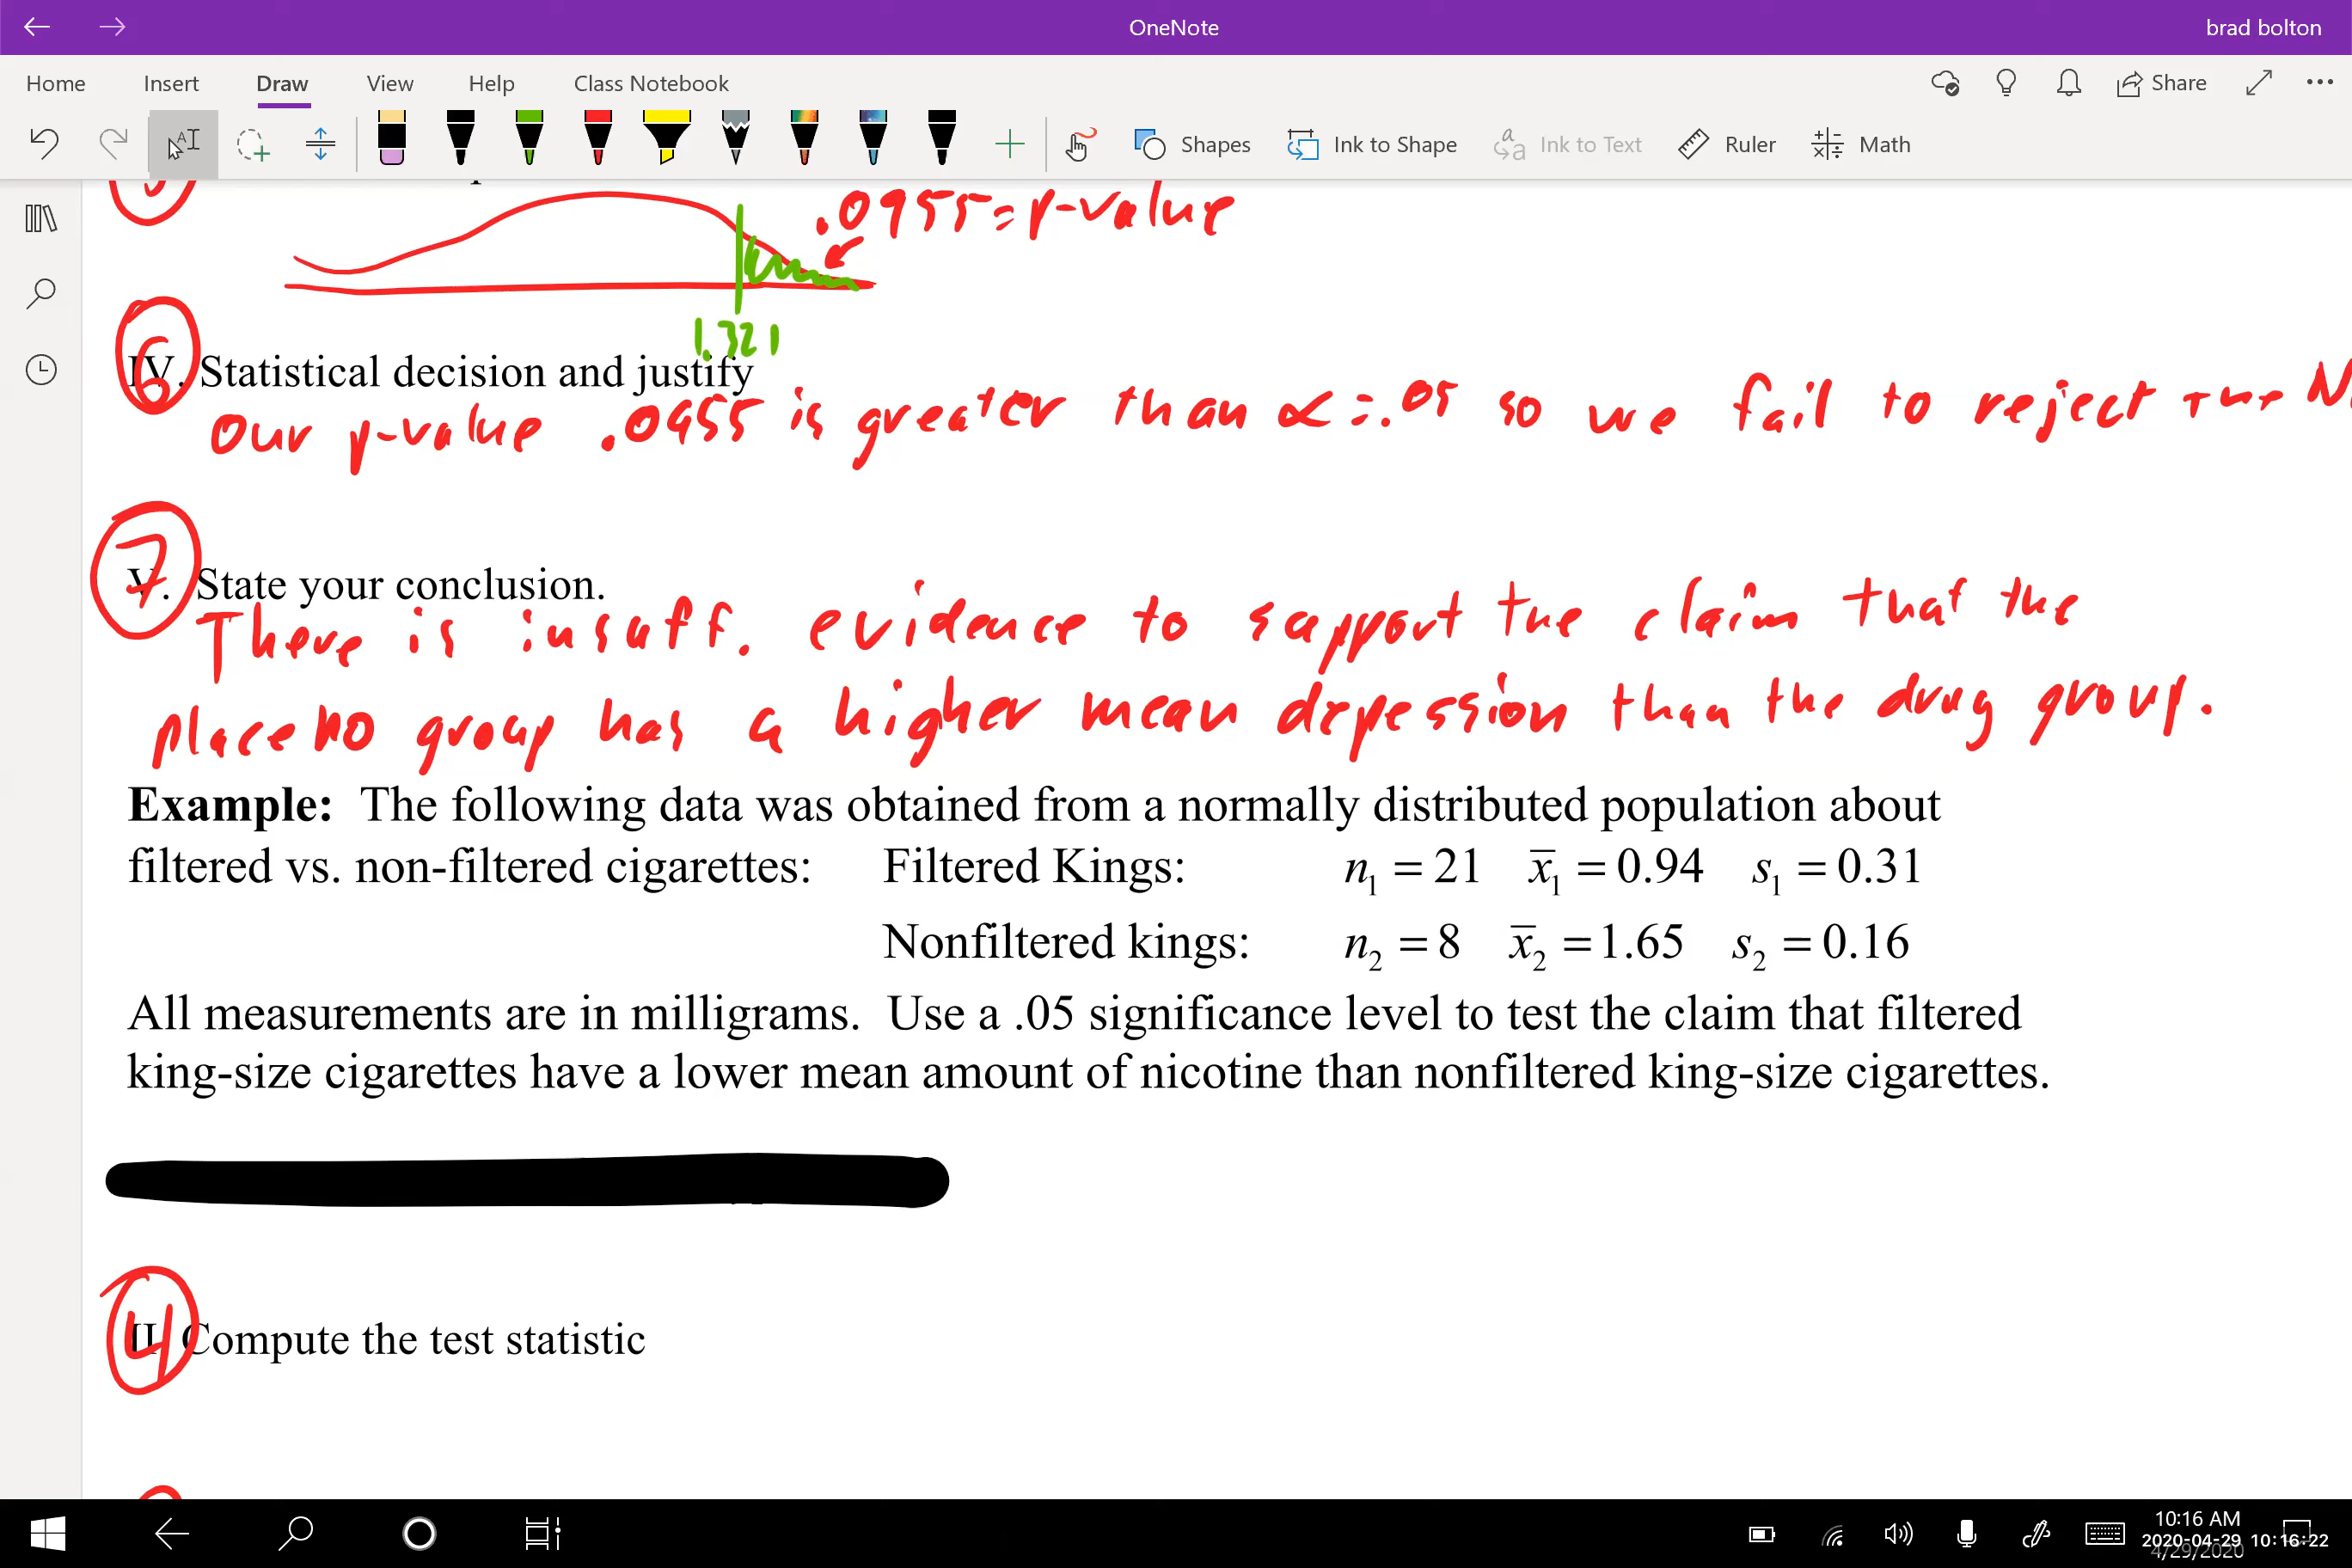 OneNote
brad bolton
Home Insert Draw View Help Class Notebook Share
Shapes Ink to Shape Ink to Text Ruler Math
.0955 = p-value
1.321
6
IV. Statistical decision and justify
Our p-value .0955 is greater than α = .05 so we fail to reject the N
7
V. State your conclusion.
There is insuff. evidence to support the claim that the
placebo group has a higher mean depession than the drug group.
Example: The following data was obtained from a normally distributed population about
filtered vs. non-filtered cigarettes: Filtered Kings: n₁ = 21 x̄₁ = 0.94 s₁ = 0.31
Nonfiltered kings: n₂ = 8 x̄₂ = 1.65 s₂ = 0.16
All measurements are in milligrams. Use a .05 significance level to test the claim that filtered
king-size cigarettes have a lower mean amount of nicotine than nonfiltered king-size cigarettes.
4
II. Compute the test statistic
10:16 AM
2020-04-29 10:16:22
4/29/2020